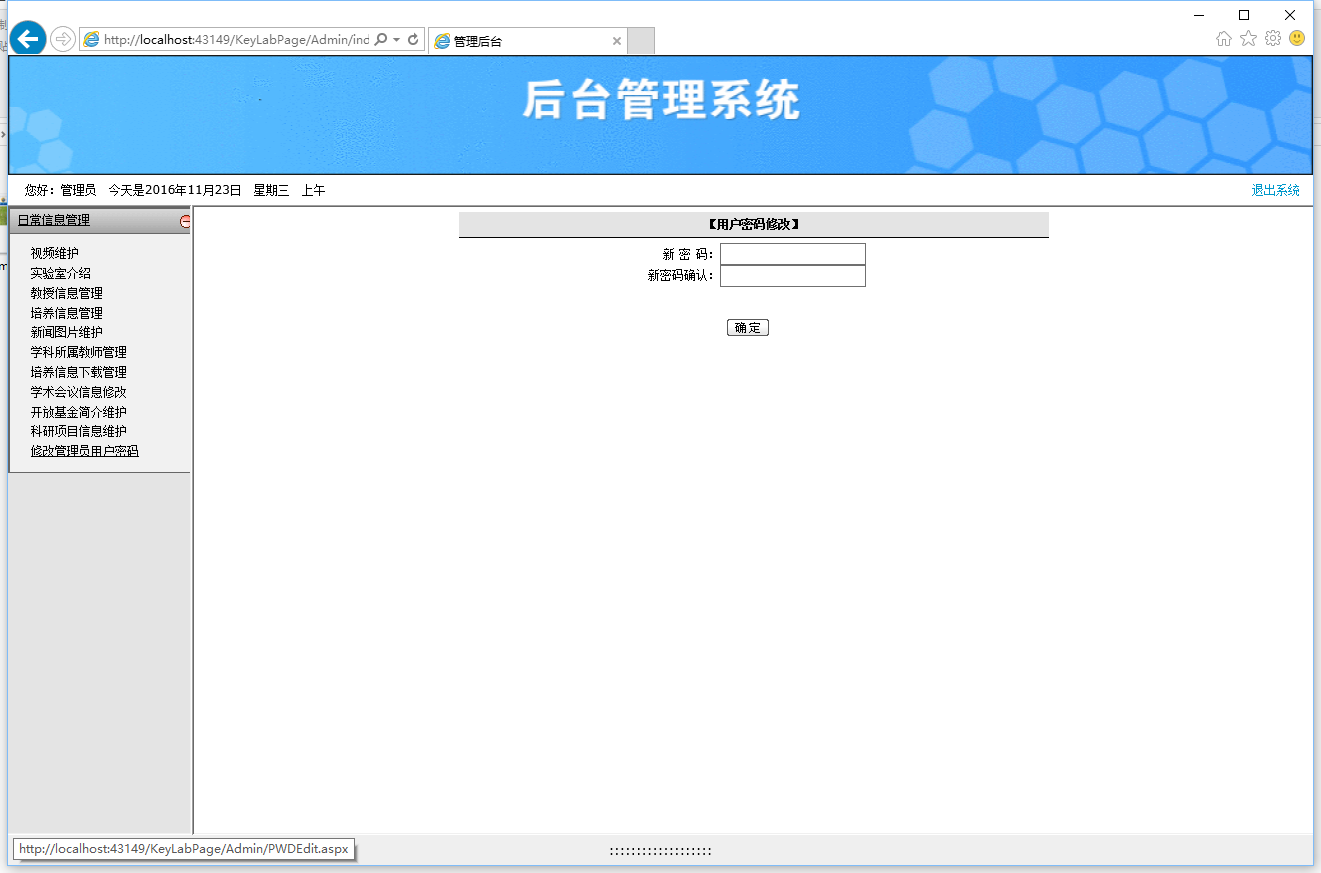 http://localhost:43149/KeyLabPage/Admin/ind
管理后台
后台管理系统
您好：管理员 今天是2016年11月23日 星期三 上午
退出系统
日常信息管理
视频维护
实验室介绍
教授信息管理
培养信息管理
新闻图片维护
学科所属教师管理
培养信息下载管理
学术会议信息修改
开放基金简介维护
科研项目信息维护
修改管理员用户密码
【用户密码修改】
新 密 码：
新密码确认：
确 定
http://localhost:43149/KeyLabPage/Admin/PWDEdit.aspx